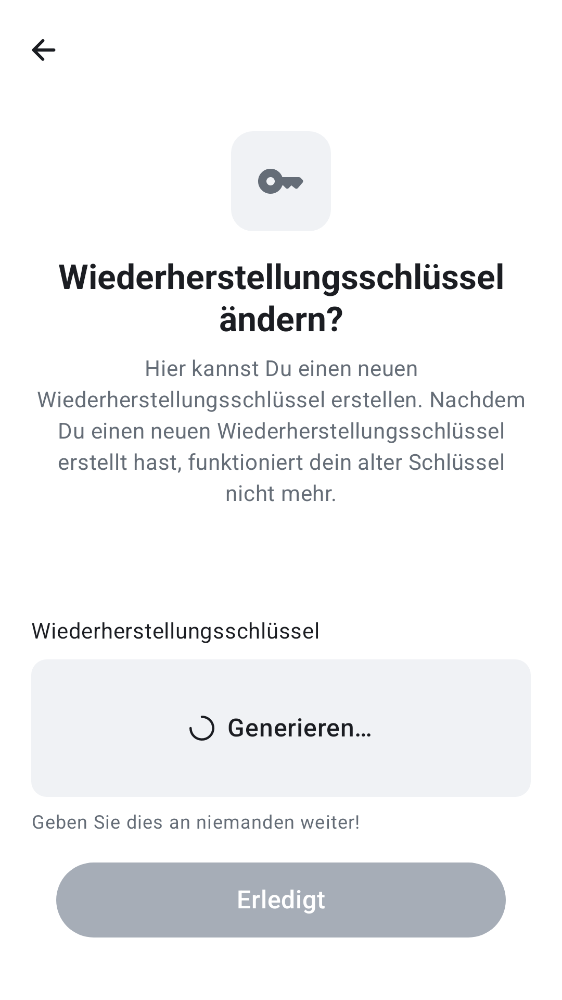 Wiederherstellungsschlüssel
ändern?
Hier kannst Du einen neuen
Wiederherstellungsschlüssel erstellen. Nachdem
Du einen neuen Wiederherstellungsschlüssel
erstellt hast, funktioniert dein alter Schlüssel
nicht mehr.
Wiederherstellungsschlüssel
Generieren…
Geben Sie dies an niemanden weiter!
Erledigt